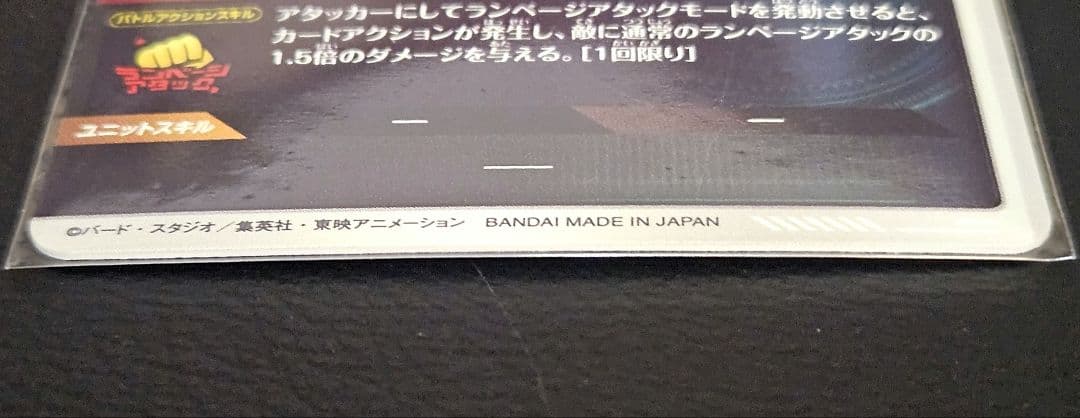 バトルアクションスキル
アタッカーにしてランページアタックモードを発動させると、
カードアクションが発生し、敵に通常のランページアタックの
1.5倍のダメージを与える。[1回限り]
ランページ
アタック
ユニットスキル
©バード・スタジオ／集英社・東映アニメーション BANDAI MADE IN JAPAN